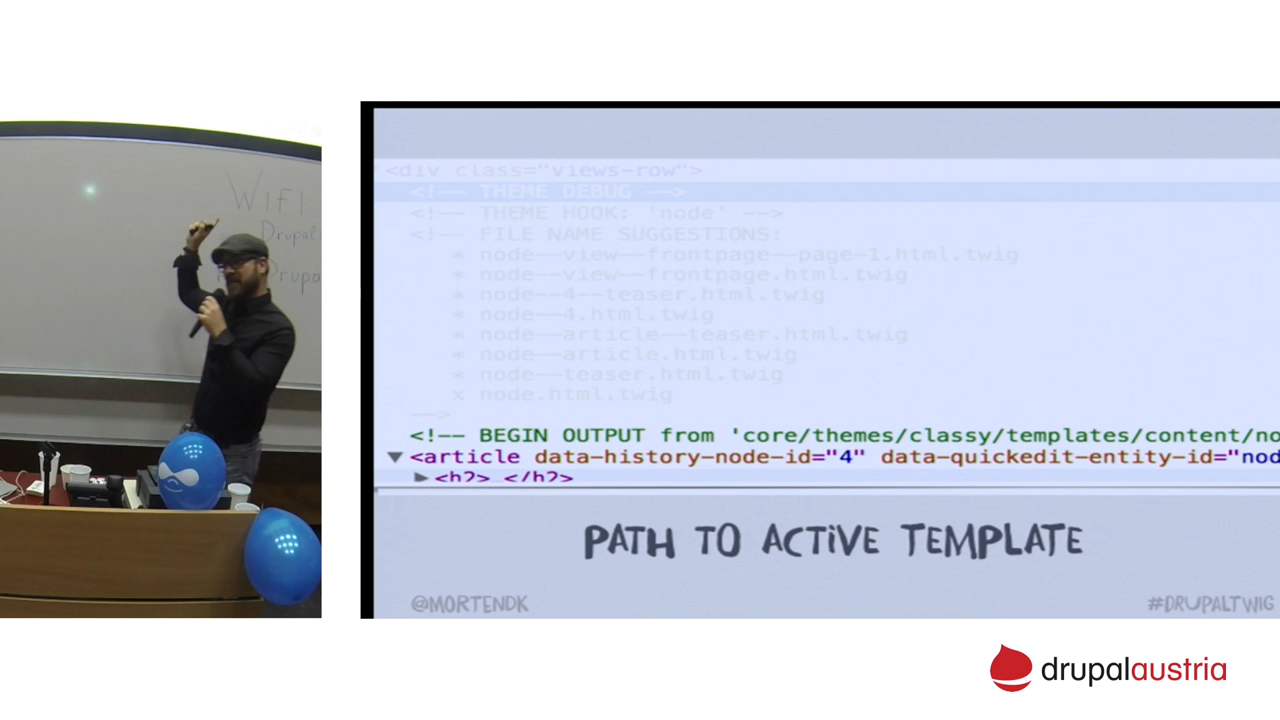 WIFI
Drupal
Drupa
<div class="views-row">
<!-- THEME DEBUG -->
<!-- THEME HOOK: 'node' -->
<!-- FILE NAME SUGGESTIONS:
* node--view--frontpage--page-1.html.twig
* node--view--frontpage.html.twig
* node--4--teaser.html.twig
* node--4.html.twig
* node--article--teaser.html.twig
* node--article.html.twig
* node--teaser.html.twig
x node.html.twig
-->
<!-- BEGIN OUTPUT from 'core/themes/classy/templates/content/no
▼<article data-history-node-id="4" data-quickedit-entity-id="nod
▶<h2>…</h2>
PATH TO ACTIVE TEMPLATE
@MORTENDK
#DRUPALTWIG
drupalaustria